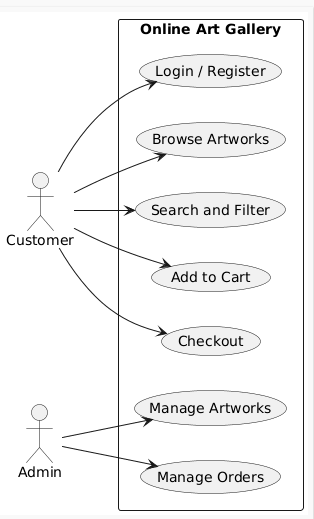 Online Art Gallery
Login / Register
Browse Artworks
Search and Filter
Customer
Add to Cart
Checkout
Manage Artworks
Admin
Manage Orders